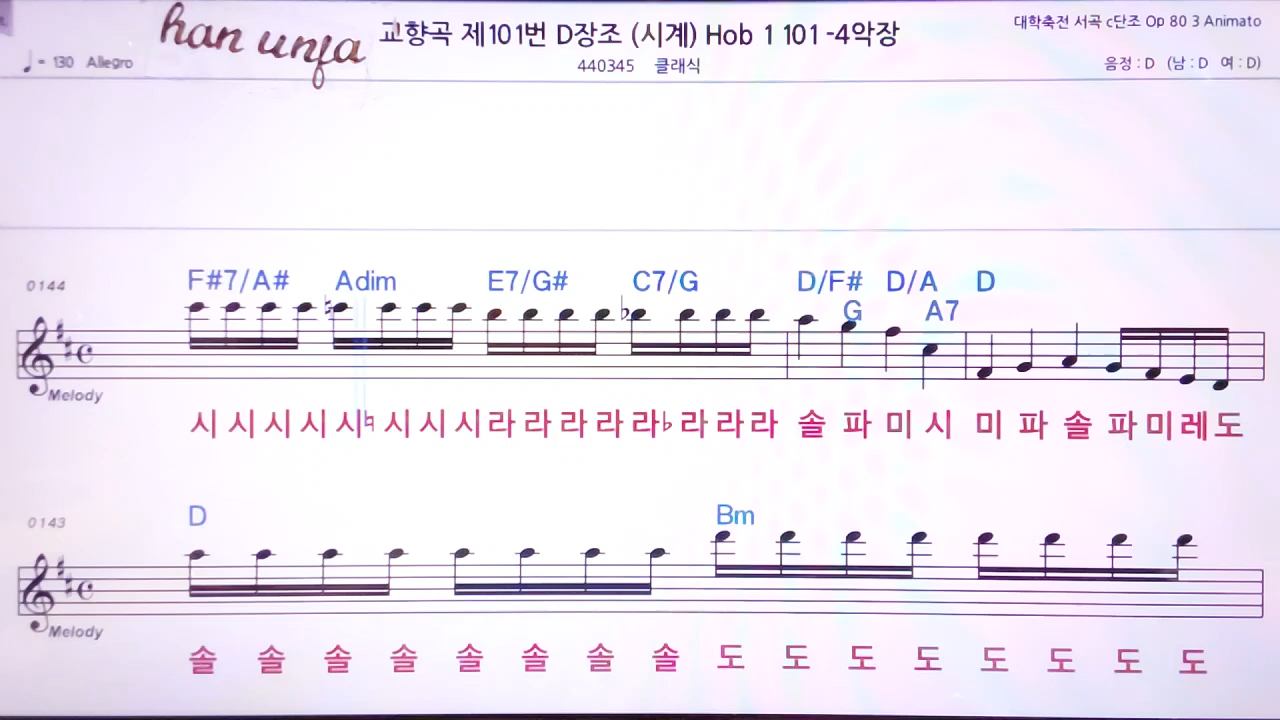 han unja
교향곡 제101번 D장조 (시계) Hob 1 101 -4악장
대학축전 서곡 c단조 Op 80 3 Animato
♩ = 130 Allegro
440345 클래식
음정 : D (남 : D 여 : D)
0144
F#7/A# Adim E7/G# C7/G D/F# D/A D
G A7
Melody
시 시 시 시 시♮ 시 시 시 라 라 라 라 라♭ 라 라 라 솔 파 미 시 미 파 솔 파 미 레 도
0143
D Bm
Melody
솔 솔 솔 솔 솔 솔 솔 솔 도 도 도 도 도 도 도 도